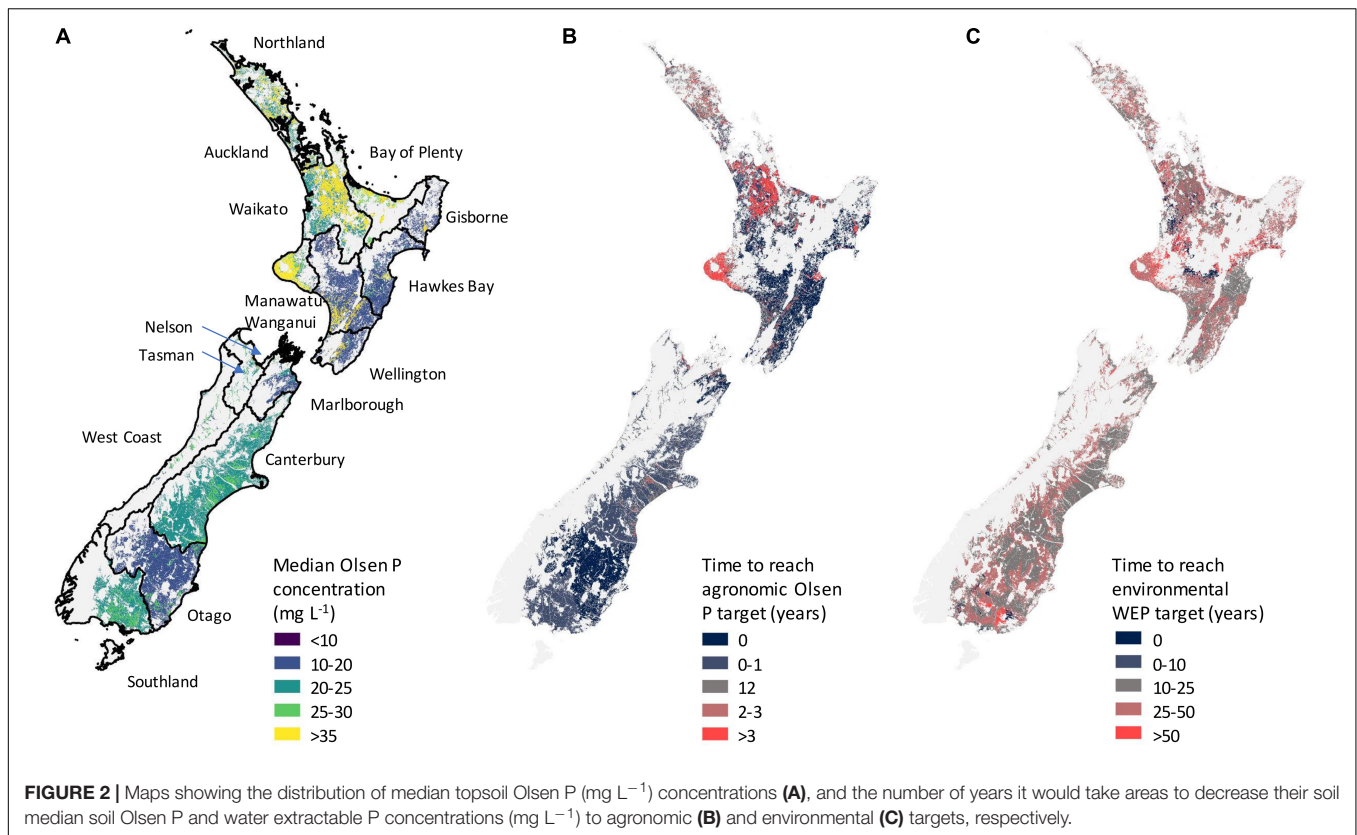 A
B
C
Northland
Auckland
Bay of Plenty
Waikato
Gisborne
Hawkes Bay
Manawatu
Wanganui
Nelson
Tasman
Wellington
Marlborough
West Coast
Canterbury
Otago
Southland
Median Olsen P
concentration
(mg L-1)
<10
10-20
20-25
25-30
>35
Time to reach
agronomic Olsen
P target (years)
0
0-1
12
2-3
>3
Time to reach
environmental
WEP target (years)
0
0-10
10-25
25-50
>50
FIGURE 2 | Maps showing the distribution of median topsoil Olsen P (mg L−1) concentrations (A), and the number of years it would take areas to decrease their soil
median soil Olsen P and water extractable P concentrations (mg L−1) to agronomic (B) and environmental (C) targets, respectively.